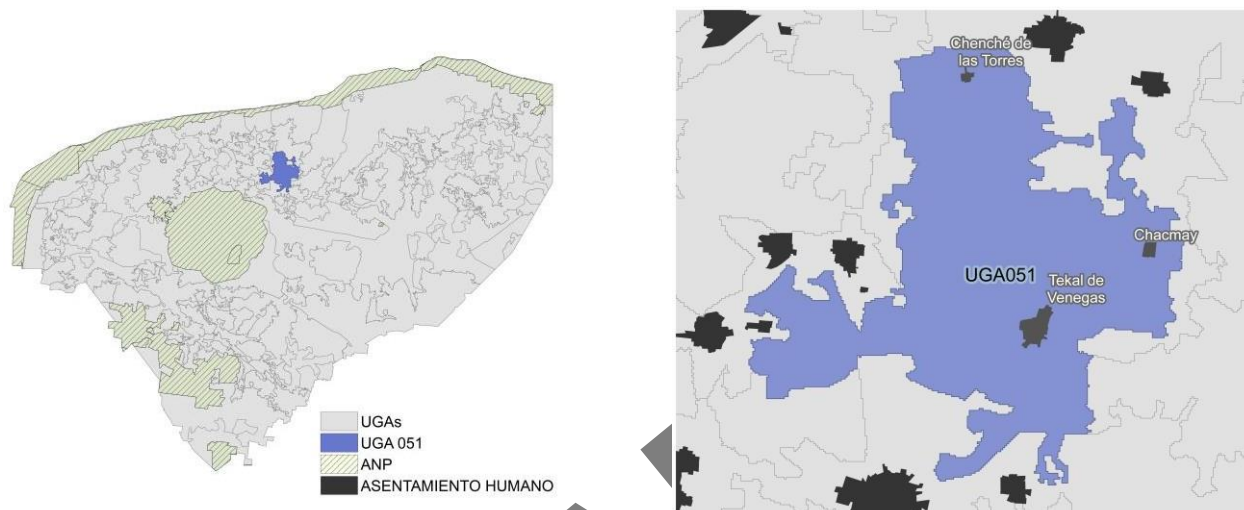 UGAs
UGA 051
ANP
ASENTAMIENTO HUMANO
Chenché de
las Torres
Chacmay
UGA051
Tekal de
Venegas